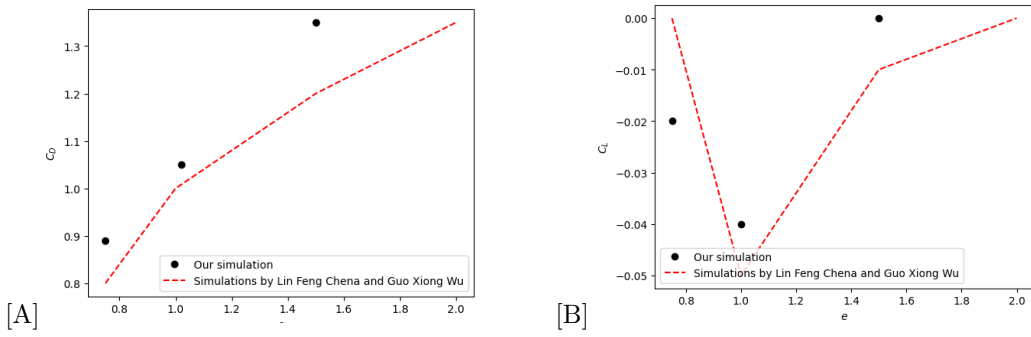 C_D
1.3
1.2
1.1
1.0
0.9
0.8
0.8 1.0 1.2 1.4 1.6 1.8 2.0
Our simulation
Simulations by Lin Feng Chena and Guo Xiong Wu
[A]
C_L
0.00
−0.01
−0.02
−0.03
−0.04
−0.05
0.8 1.0 1.2 1.4 1.6 1.8 2.0
e
Our simulation
Simulations by Lin Feng Chena and Guo Xiong Wu
[B]